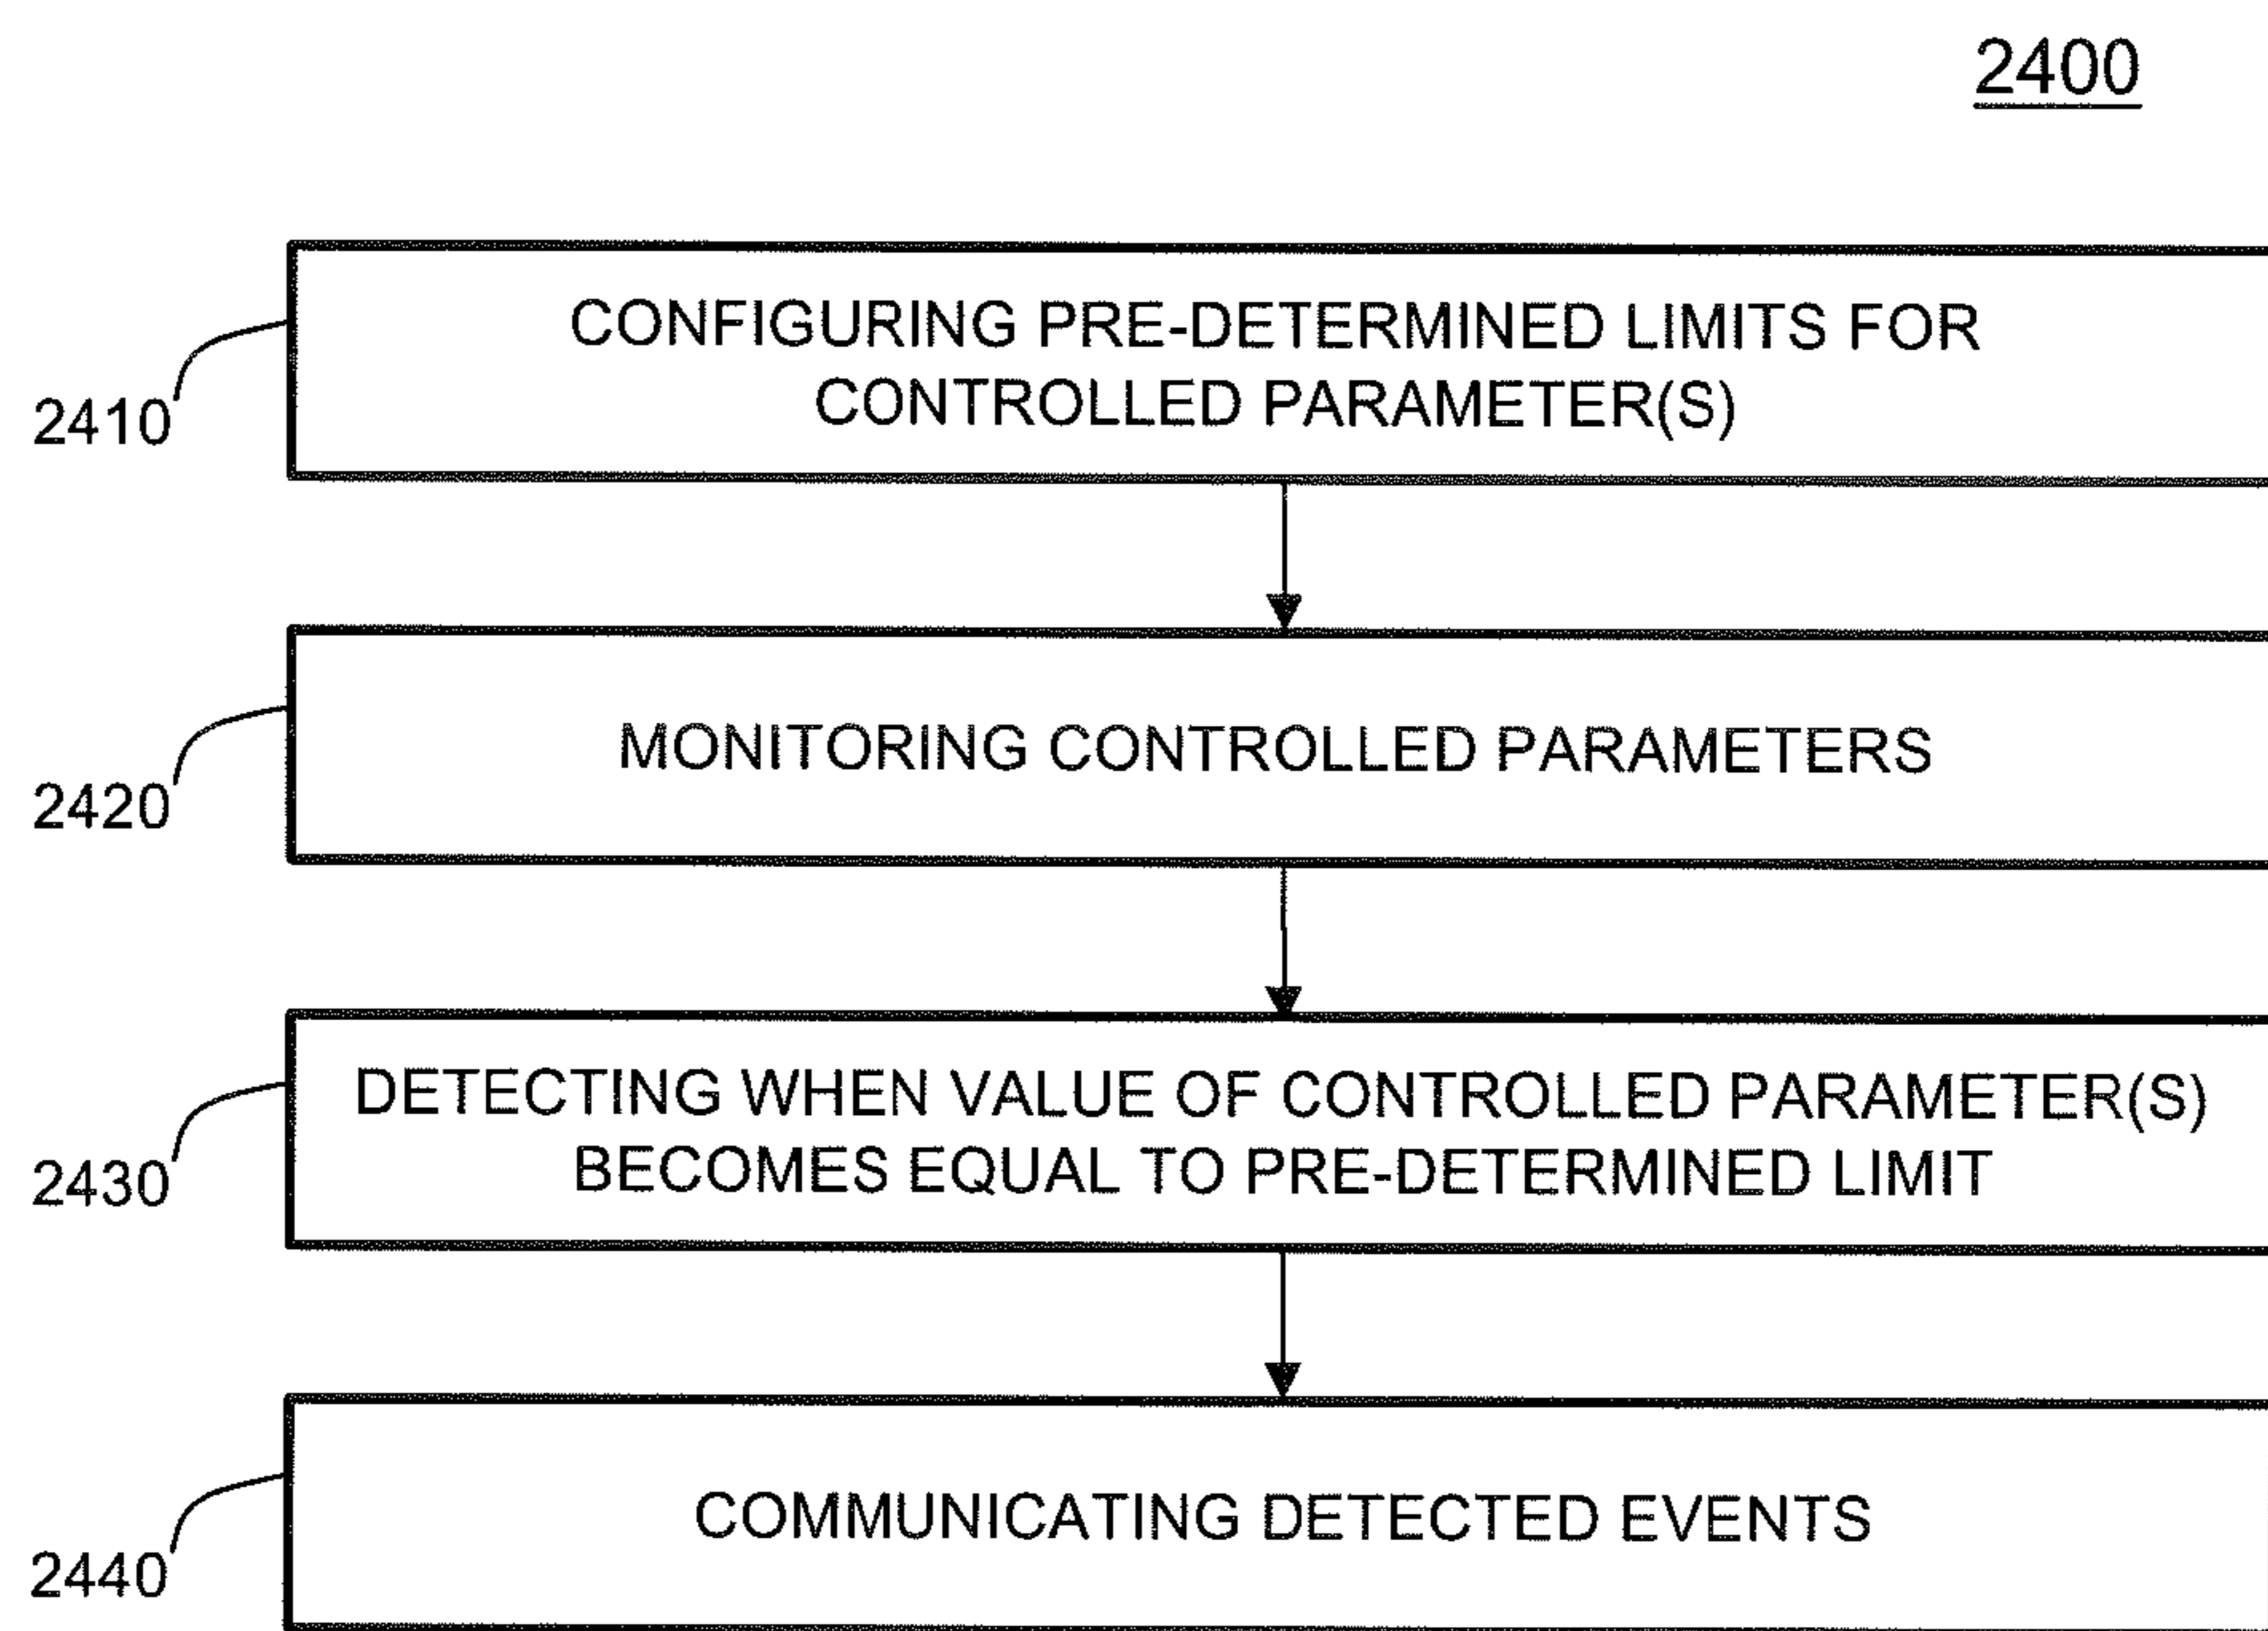 2400
CONFIGURING PRE-DETERMINED LIMITS FOR
CONTROLLED PARAMETER(S)
2410
MONITORING CONTROLLED PARAMETERS
2420
DETECTING WHEN VALUE OF CONTROLLED PARAMETER(S)
BECOMES EQUAL TO PRE-DETERMINED LIMIT
2430
COMMUNICATING DETECTED EVENTS
2440